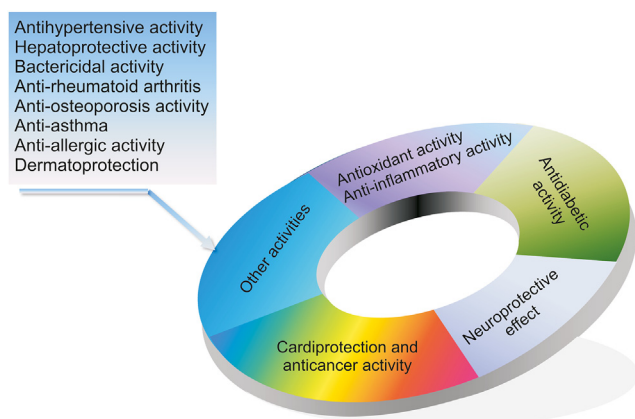 Antihypertensive activity
Hepatoprotective activity
Bactericidal activity
Anti-rheumatoid arthritis
Anti-osteoporosis activity
Anti-asthma
Anti-allergic activity
Dermatoprotection
Antioxidant activity
Anti-inflammatory activity
Antidiabetic
activity
Neuroprotective
effect
Cardiprotection and
anticancer activity
Other activities